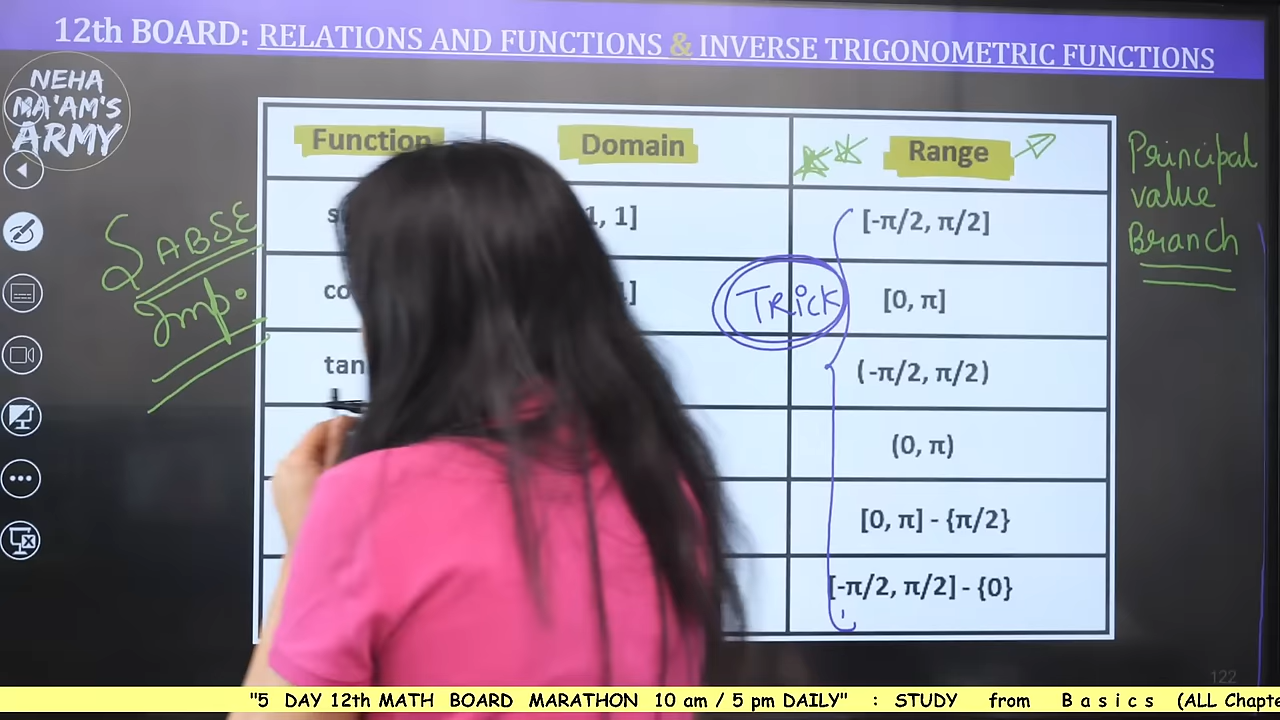 12th BOARD: RELATIONS AND FUNCTIONS & INVERSE TRIGONOMETRIC FUNCTIONS
NEHA
MA'AM'S
ARMY
Function Domain Range
Principal
value
Branch
SABSE
Imp.
1, 1] [-π/2, π/2]
TRICK
] [0, π]
tan (-π/2, π/2)
(0, π)
[0, π] - {π/2}
[-π/2, π/2] - {0}
122
"5 DAY 12th MATH BOARD MARATHON 10 am / 5 pm DAILY" : STUDY from Basics (ALL Chapte